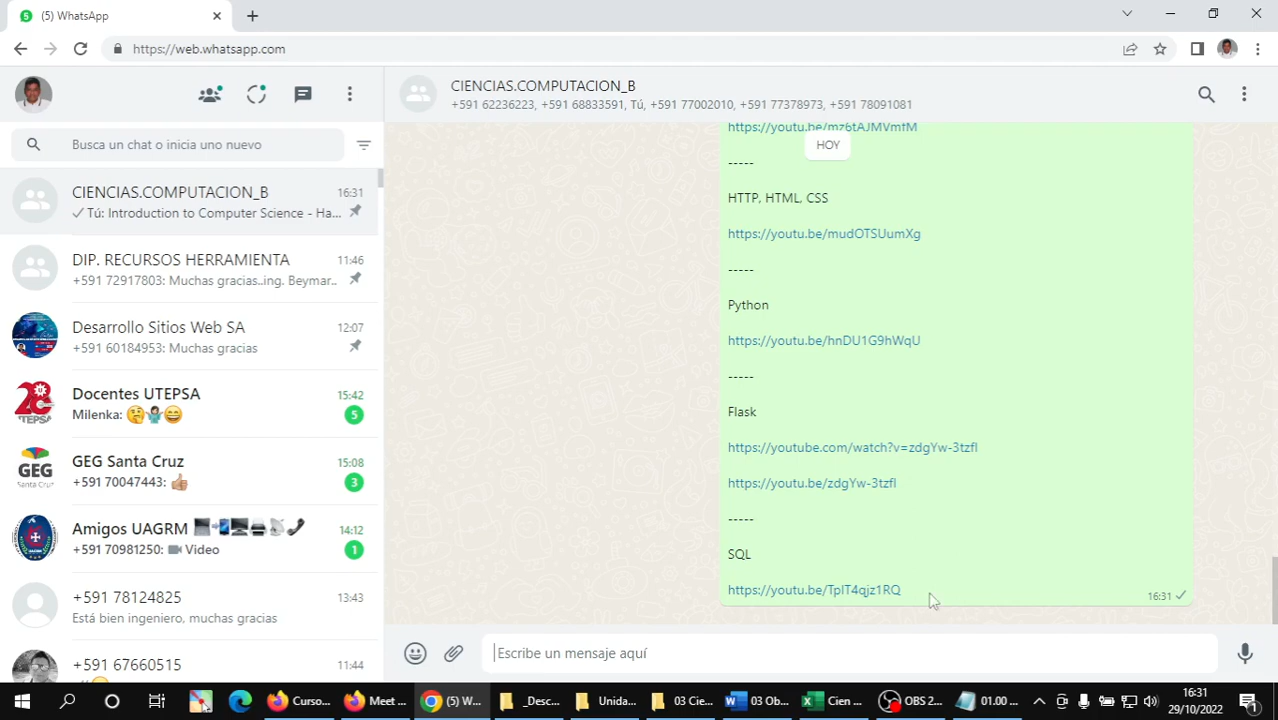 (5) WhatsApp
https://web.whatsapp.com
CIENCIAS.COMPUTACION_B
+591 62236223, +591 68833591, Tú, +591 77002010, +591 77378973, +591 78091081
Busca un chat o inicia uno nuevo
CIENCIAS.COMPUTACION_B
16:31
Tú: Introduction to Computer Science - Ha...
DIP. RECURSOS HERRAMIENTA
11:46
+591 72917803: Muchas gracias..ing. Beymar..
Desarrollo Sitios Web SA
12:07
+591 60184953: Muchas gracias
Docentes UTEPSA
15:42
Milenka: 🤔🤷🏻‍♂️😄
5
GEG Santa Cruz
15:08
+591 70047443: 👍🏼
3
Amigos UAGRM
14:12
+591 70981250: Video
1
+591 78124825
13:43
Está bien ingeniero, muchas gracias
+591 67660515
11:44
https://youtu.be/mz6tAJMVmfM
HOY
-----
HTTP, HTML, CSS
https://youtu.be/mudOTSUumXg
-----
Python
https://youtu.be/hnDU1G9hWqU
-----
Flask
https://youtube.com/watch?v=zdgYw-3tzfI
https://youtu.be/zdgYw-3tzfI
-----
SQL
https://youtu.be/TpIT4qjz1RQ
16:31
Escribe un mensaje aquí
Curso...
Meet ...
(5) W...
_Desc...
Unida...
03 Cie...
03 Ob...
Cien ...
OBS 2...
01.00 ...
16:31
29/10/2022
1